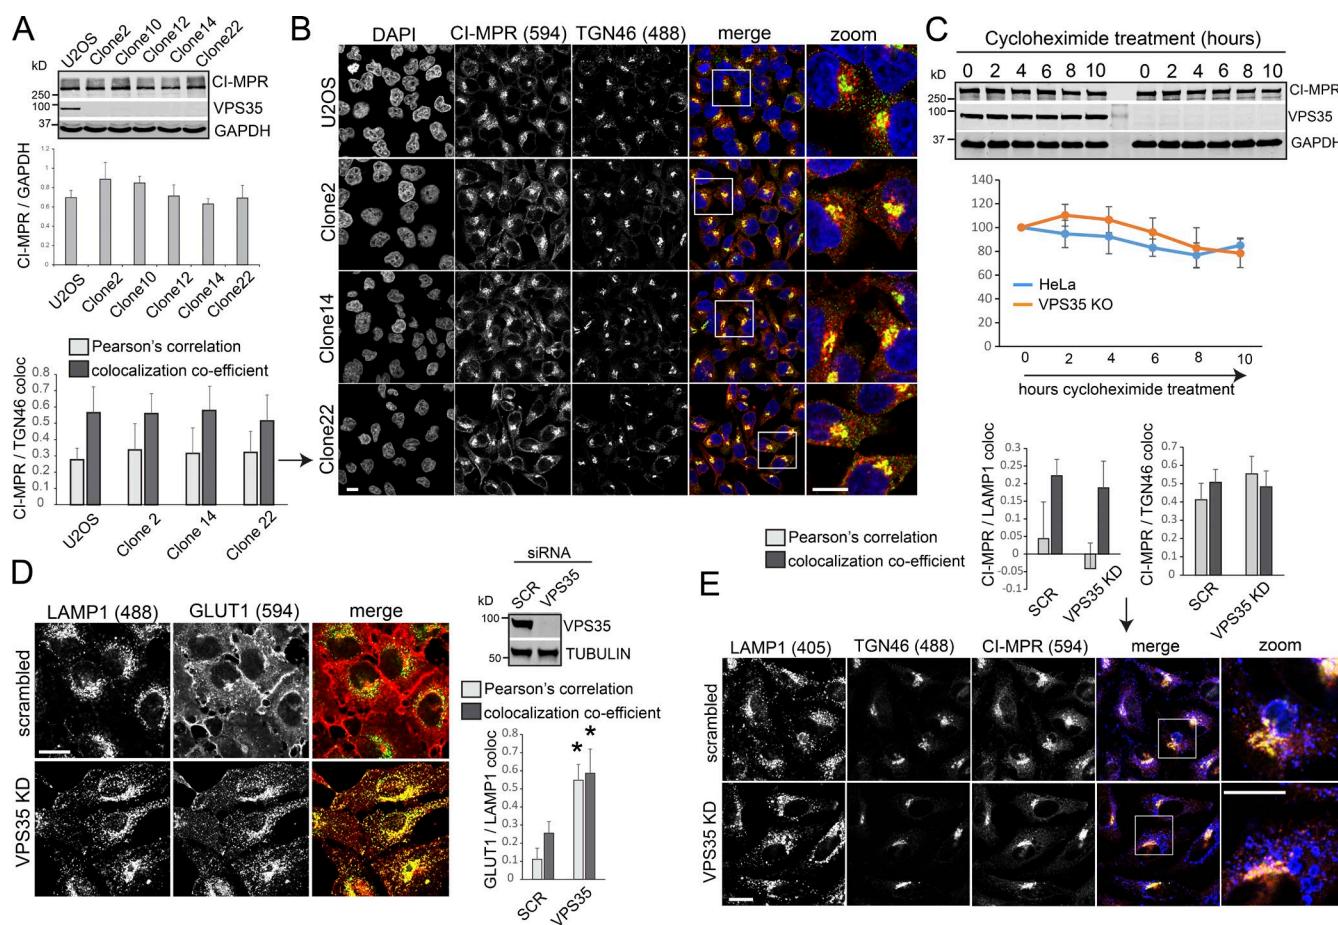 A
U2OS
Clone2
Clone10
Clone12
Clone14
Clone22
kD
250
100
37
CI-MPR
VPS35
GAPDH
CI-MPR / GAPDH
1.2
1
0.8
0.6
0.4
0.2
0
U2OS
Clone2
Clone10
Clone12
Clone14
Clone22
Pearson's correlation
colocalization co-efficient
CI-MPR / TGN46 coloc
0.8
0.7
0.6
0.5
0.4
0.3
0.2
0.1
0
U2OS
Clone 2
Clone 14
Clone 22
B
DAPI CI-MPR (594) TGN46 (488) merge zoom
U2OS
Clone2
Clone14
Clone22
C
Cycloheximide treatment (hours)
kD 0 2 4 6 8 10 0 2 4 6 8 10
250
100
37
CI-MPR
VPS35
GAPDH
140
120
100
80
60
40
20
0
HeLa
VPS35 KO
0 2 4 6 8 10
hours cycloheximide treatment
D
LAMP1 (488) GLUT1 (594) merge
scrambled
VPS35 KD
siRNA
SCR
VPS35
kD
100
50
VPS35
TUBULIN
Pearson's correlation
colocalization co-efficient
GLUT1 / LAMP1 coloc
0.8
0.7
0.6
0.5
0.4
0.3
0.2
0.1
0
* *
SCR
VPS35
Pearson's correlation
colocalization co-efficient
CI-MPR / LAMP1 coloc
0.3
0.25
0.2
0.15
0.1
0.05
0
-0.05
-0.1
SCR
VPS35 KD
CI-MPR / TGN46 coloc
0.7
0.6
0.5
0.4
0.3
0.2
0.1
0
SCR
VPS35 KD
E
LAMP1 (405) TGN46 (488) CI-MPR (594) merge zoom
scrambled
VPS35 KD